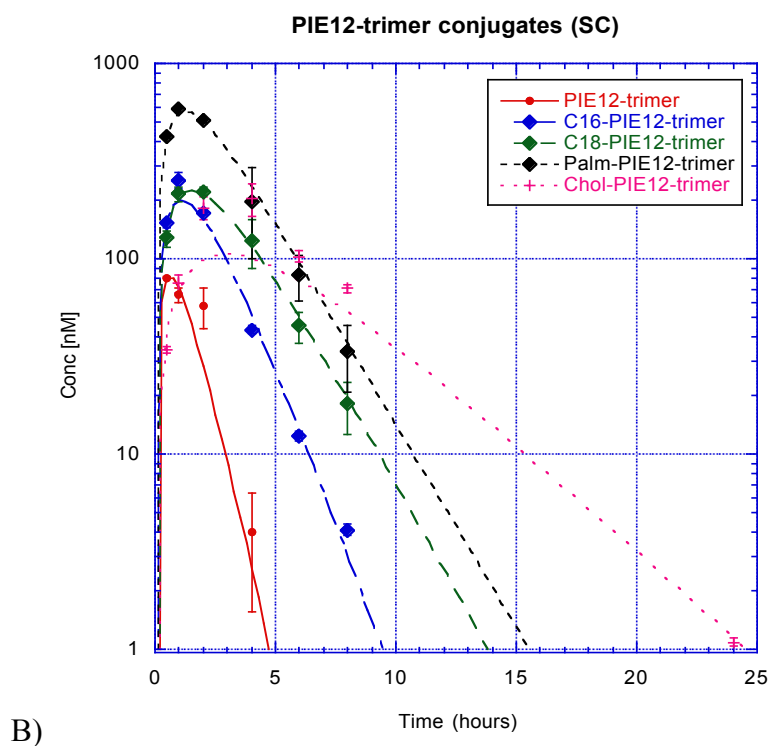 PIE12-trimer conjugates (SC)
1000
100
10
1
Conc [nM]
PIE12-trimer
C16-PIE12-trimer
C18-PIE12-trimer
Palm-PIE12-trimer
Chol-PIE12-trimer
0 5 10 15 20 25
Time (hours)
B)